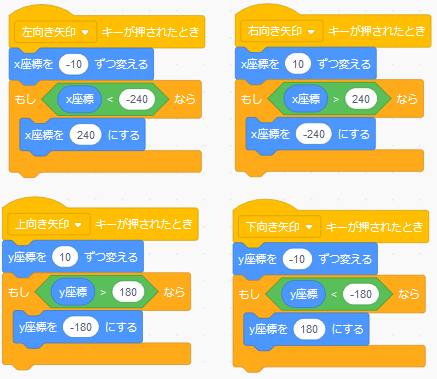 左向き矢印 キーが押されたとき
x座標を -10 ずつ変える
もし x座標 < -240 なら
x座標を 240 にする
右向き矢印 キーが押されたとき
x座標を 10 ずつ変える
もし x座標 > 240 なら
x座標を -240 にする
上向き矢印 キーが押されたとき
y座標を 10 ずつ変える
もし y座標 > 180 なら
y座標を -180 にする
下向き矢印 キーが押されたとき
y座標を -10 ずつ変える
もし y座標 < -180 なら
y座標を 180 にする